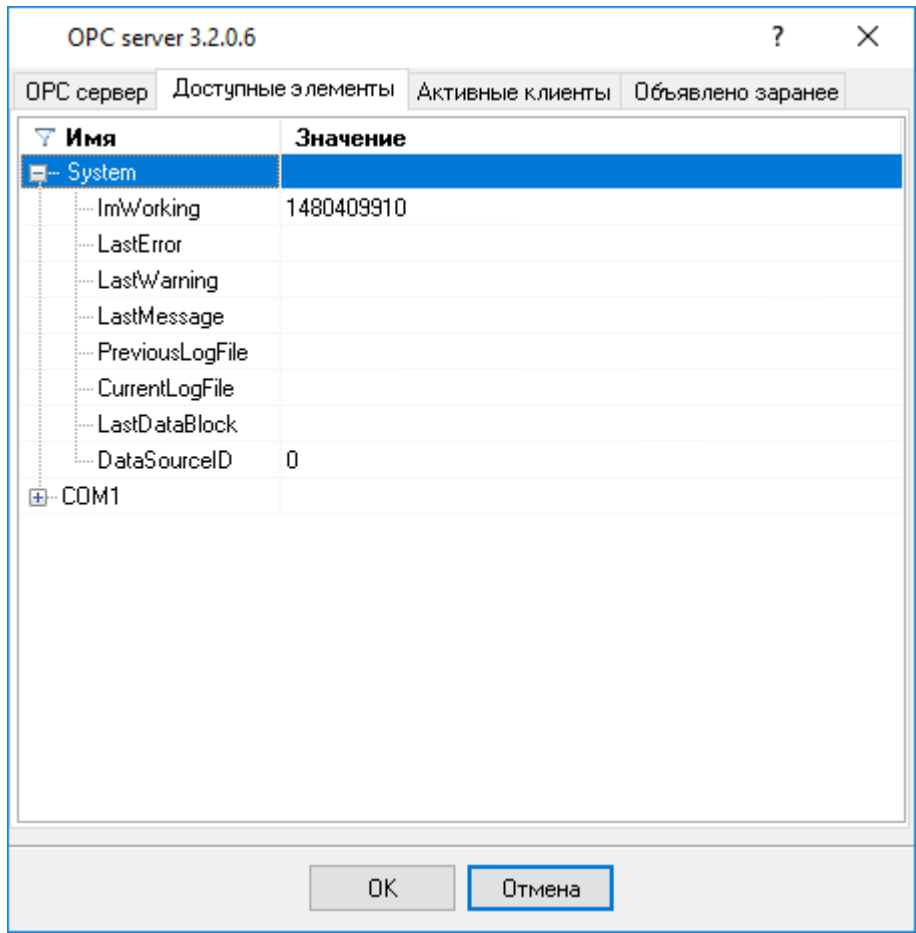 OPC server 3.2.0.6 ?
OPC сервер Доступные элементы Активные клиенты Объявлено заранее
Имя Значение
System
ImWorking 1480409910
LastError
LastWarning
LastMessage
PreviousLogFile
CurrentLogFile
LastDataBlock
DataSourceID 0
COM1
OK Отмена